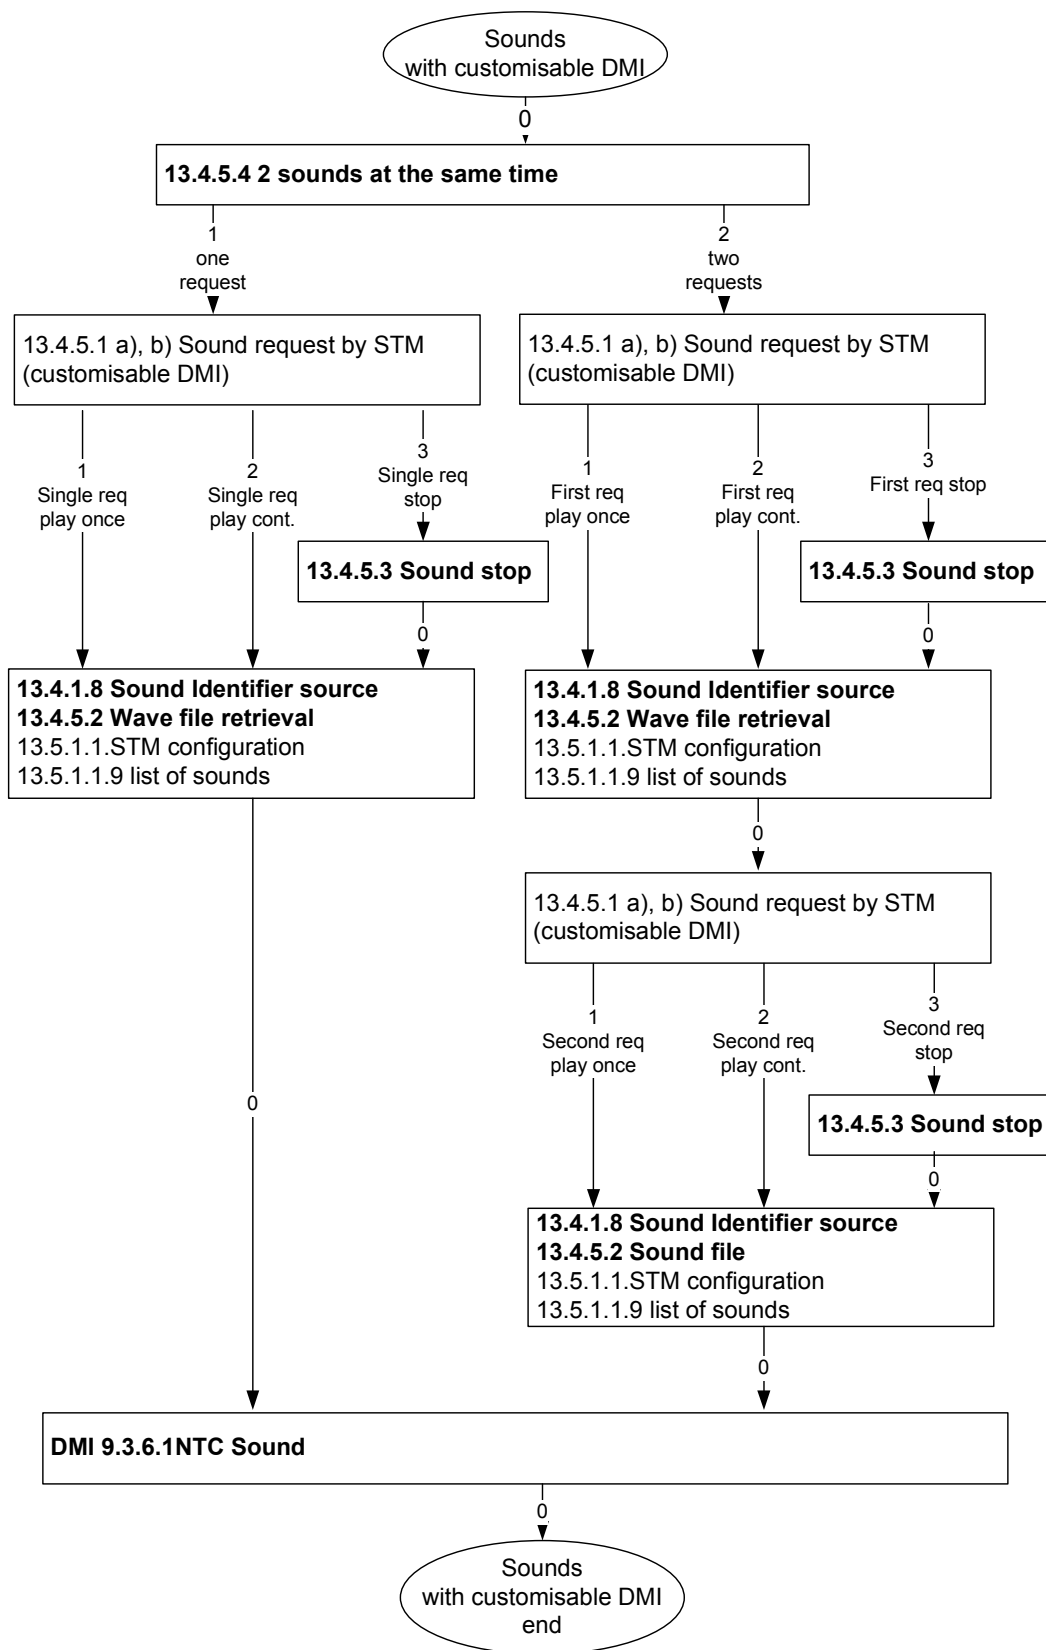 Sounds
with customisable DMI
0
13.4.5.4 2 sounds at the same time
1
one
request
2
two
requests
13.4.5.1 a), b) Sound request by STM
(customisable DMI)
13.4.5.1 a), b) Sound request by STM
(customisable DMI)
1
Single req
play once
2
Single req
play cont.
3
Single req
stop
1
First req
play once
2
First req
play cont.
3
First req stop
13.4.5.3 Sound stop
13.4.5.3 Sound stop
0
0
13.4.1.8 Sound Identifier source
13.4.5.2 Wave file retrieval
13.5.1.1.STM configuration
13.5.1.1.9 list of sounds
13.4.1.8 Sound Identifier source
13.4.5.2 Wave file retrieval
13.5.1.1.STM configuration
13.5.1.1.9 list of sounds
0
13.4.5.1 a), b) Sound request by STM
(customisable DMI)
1
Second req
play once
2
Second req
play cont.
3
Second req
stop
0
13.4.5.3 Sound stop
0
13.4.1.8 Sound Identifier source
13.4.5.2 Sound file
13.5.1.1.STM configuration
13.5.1.1.9 list of sounds
0
DMI 9.3.6.1NTC Sound
0
Sounds
with customisable DMI
end